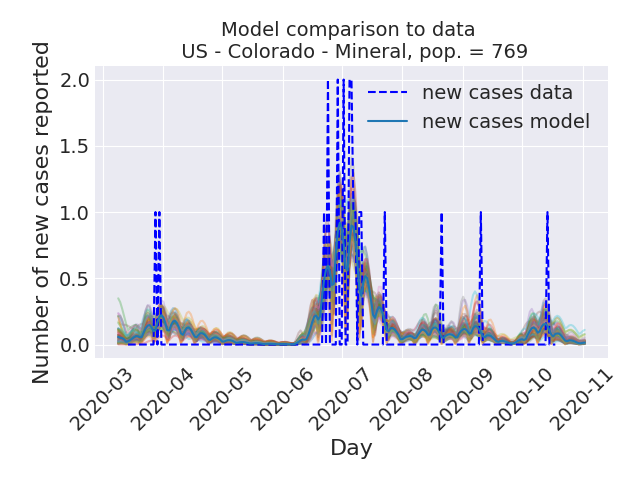 Model comparison to data
US - Colorado - Mineral, pop. = 769
Number of new cases reported
2.0
1.5
1.0
0.5
0.0
new cases data
new cases model
2020-03
2020-04
2020-05
2020-06
2020-07
2020-08
2020-09
2020-10
2020-11
Day